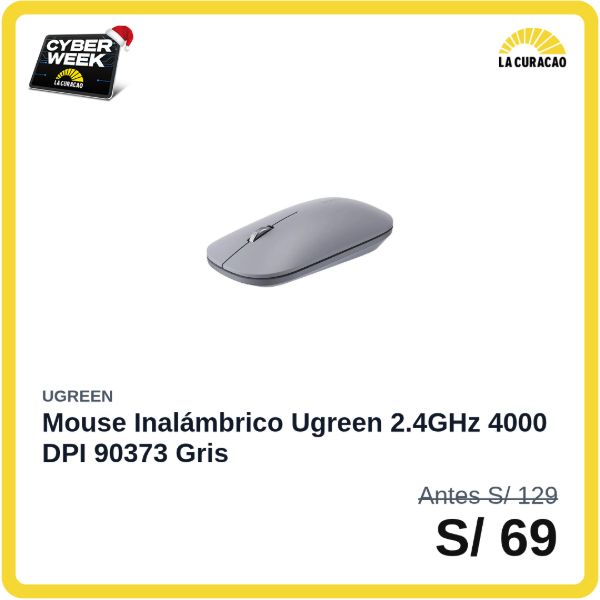 CYBER
WEEK
LA CURACAO
LA CURACAO
UGREEN
Mouse Inalámbrico Ugreen 2.4GHz 4000
DPI 90373 Gris
Antes S/ 129
S/ 69